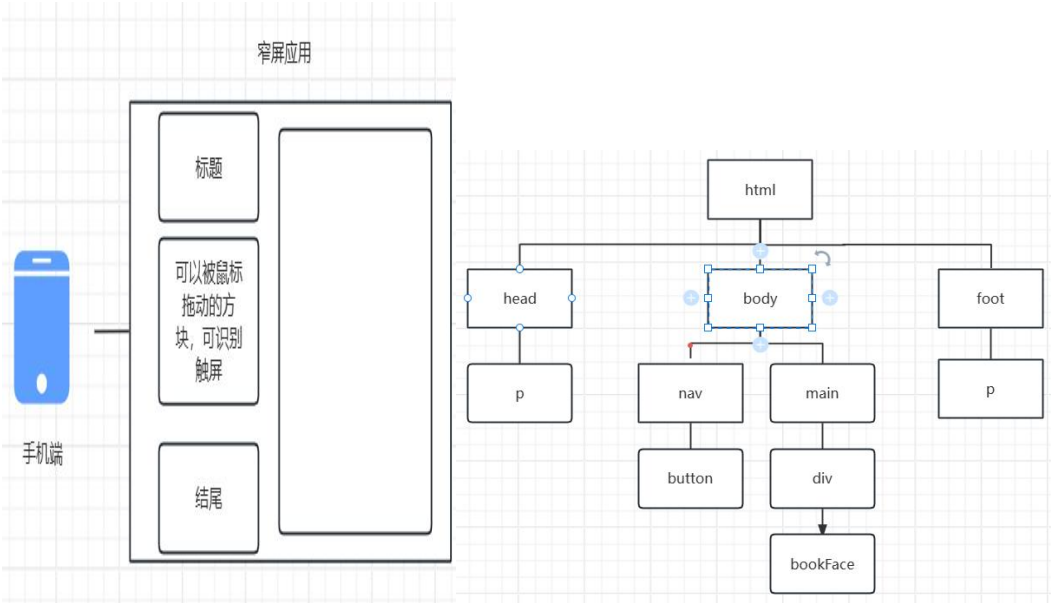 窄屏应用
标题
可以被鼠标
拖动的方
块，可识别
触屏
结尾
手机端
html
head
body
foot
p
nav
main
p
button
div
bookFace